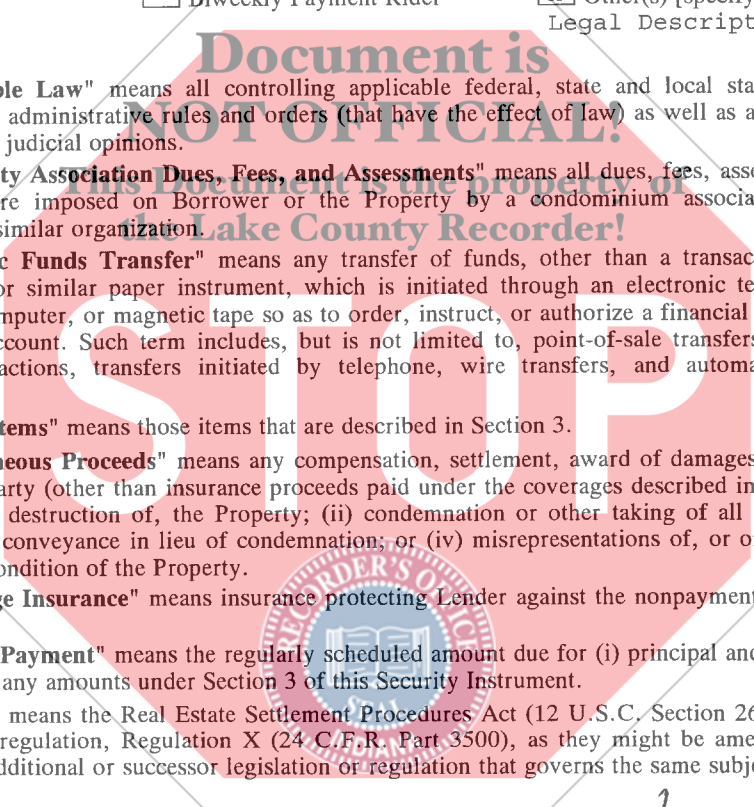 Biweekly Payment Rider Other(s) [specify
Legal Descript
Document is
ble Law" means all controlling applicable federal, state and local sta
administrative rules and orders (that have the effect of law) as well as a
NOT OFFICIAL!
judicial opinions.
ty Association Dues, Fees, and Assessments" means all dues, fees, asse
This Document is the property of
re imposed on Borrower or the Property by a condominium associa
similar organization.
the Lake County Recorder!
c Funds Transfer" means any transfer of funds, other than a transac
or similar paper instrument, which is initiated through an electronic te
mputer, or magnetic tape so as to order, instruct, or authorize a financial
ccount. Such term includes, but is not limited to, point-of-sale transfers
actions, transfers initiated by telephone, wire transfers, and automa
STOP
tems" means those items that are described in Section 3.
neous Proceeds" means any compensation, settlement, award of damages
arty (other than insurance proceeds paid under the coverages described in
destruction of, the Property; (ii) condemnation or other taking of all
conveyance in lieu of condemnation; or (iv) misrepresentations of, or o
ondition of the Property.
RECORDER'S OFFICE
ge Insurance" means insurance protecting Lender against the nonpayment
Payment" means the regularly scheduled amount due for (i) principal and
any amounts under Section 3 of this Security Instrument.
SEAL
means the Real Estate Settlement Procedures Act (12 U.S.C. Section 26
regulation, Regulation X (24 C.F.R. Part 3500), as they might be ame
dditional or successor legislation or regulation that governs the same subje